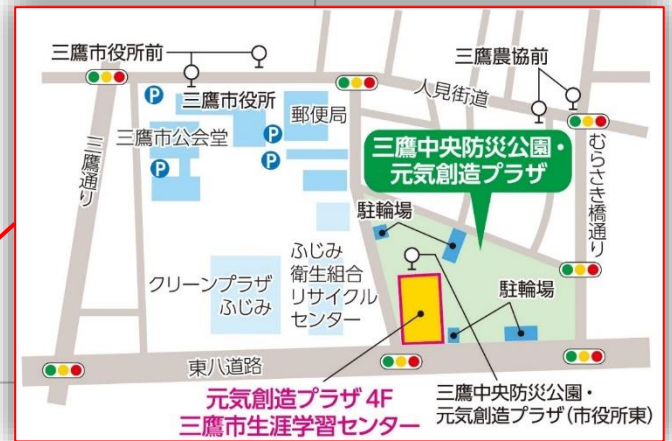 三鷹市役所前
三鷹農協前
人見街道
三鷹市役所
郵便局
三鷹市公会堂
三鷹通り
P
P
P
P
三鷹中央防災公園・
元気創造プラザ
むらさき橋通り
駐輪場
ふじみ
衛生組合
リサイクル
センター
クリーンプラザ
ふじみ
駐輪場
東八道路
元気創造プラザ 4F
三鷹市生涯学習センター
三鷹中央防災公園・
元気創造プラザ(市役所東)